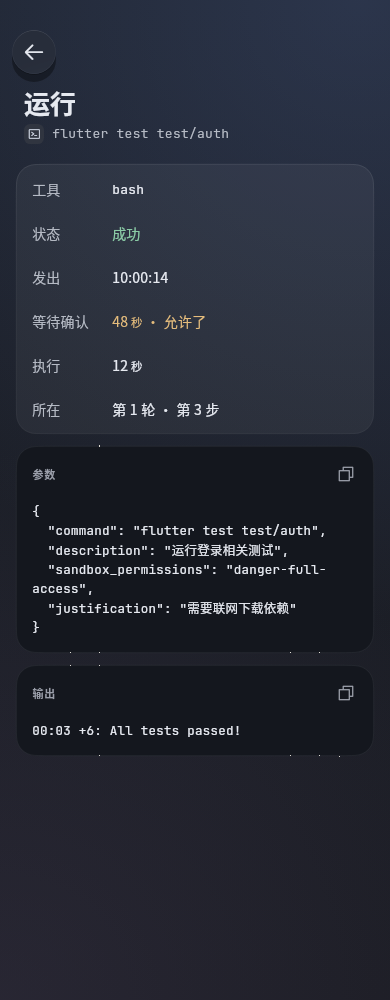 运行
flutter test test/auth
工具 bash
状态 成功
发出 10:00:14
等待确认 48 秒 · 允许了
执行 12 秒
所在 第 1 轮 · 第 3 步
参数
{
  "command": "flutter test test/auth",
  "description": "运行登录相关测试",
  "sandbox_permissions": "danger-full-
access",
  "justification": "需要联网下载依赖"
}
输出
00:03 +6: All tests passed!